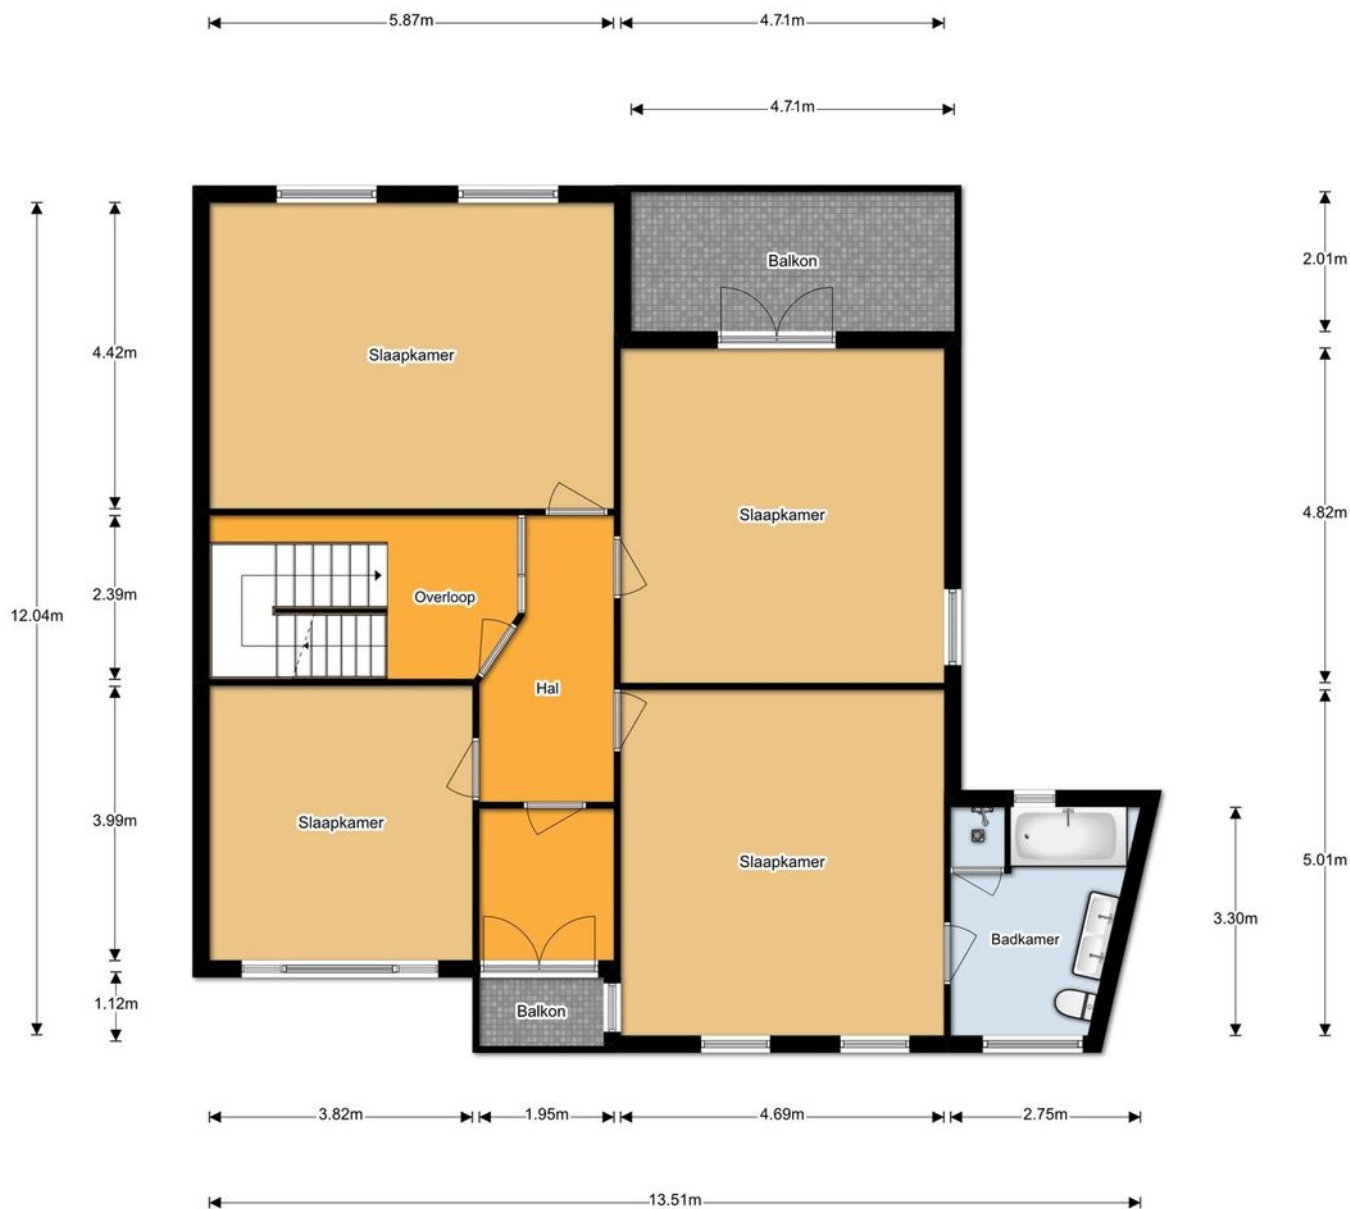 5.87m
4.71m
4.71m
Balkon
2.01m
4.42m
Slaapkamer
Slaapkamer
4.82m
2.39m
Overloop
12.04m
Hal
3.99m
Slaapkamer
Slaapkamer
5.01m
3.30m
Badkamer
1.12m
Balkon
3.82m
1.95m
4.69m
2.75m
13.51m